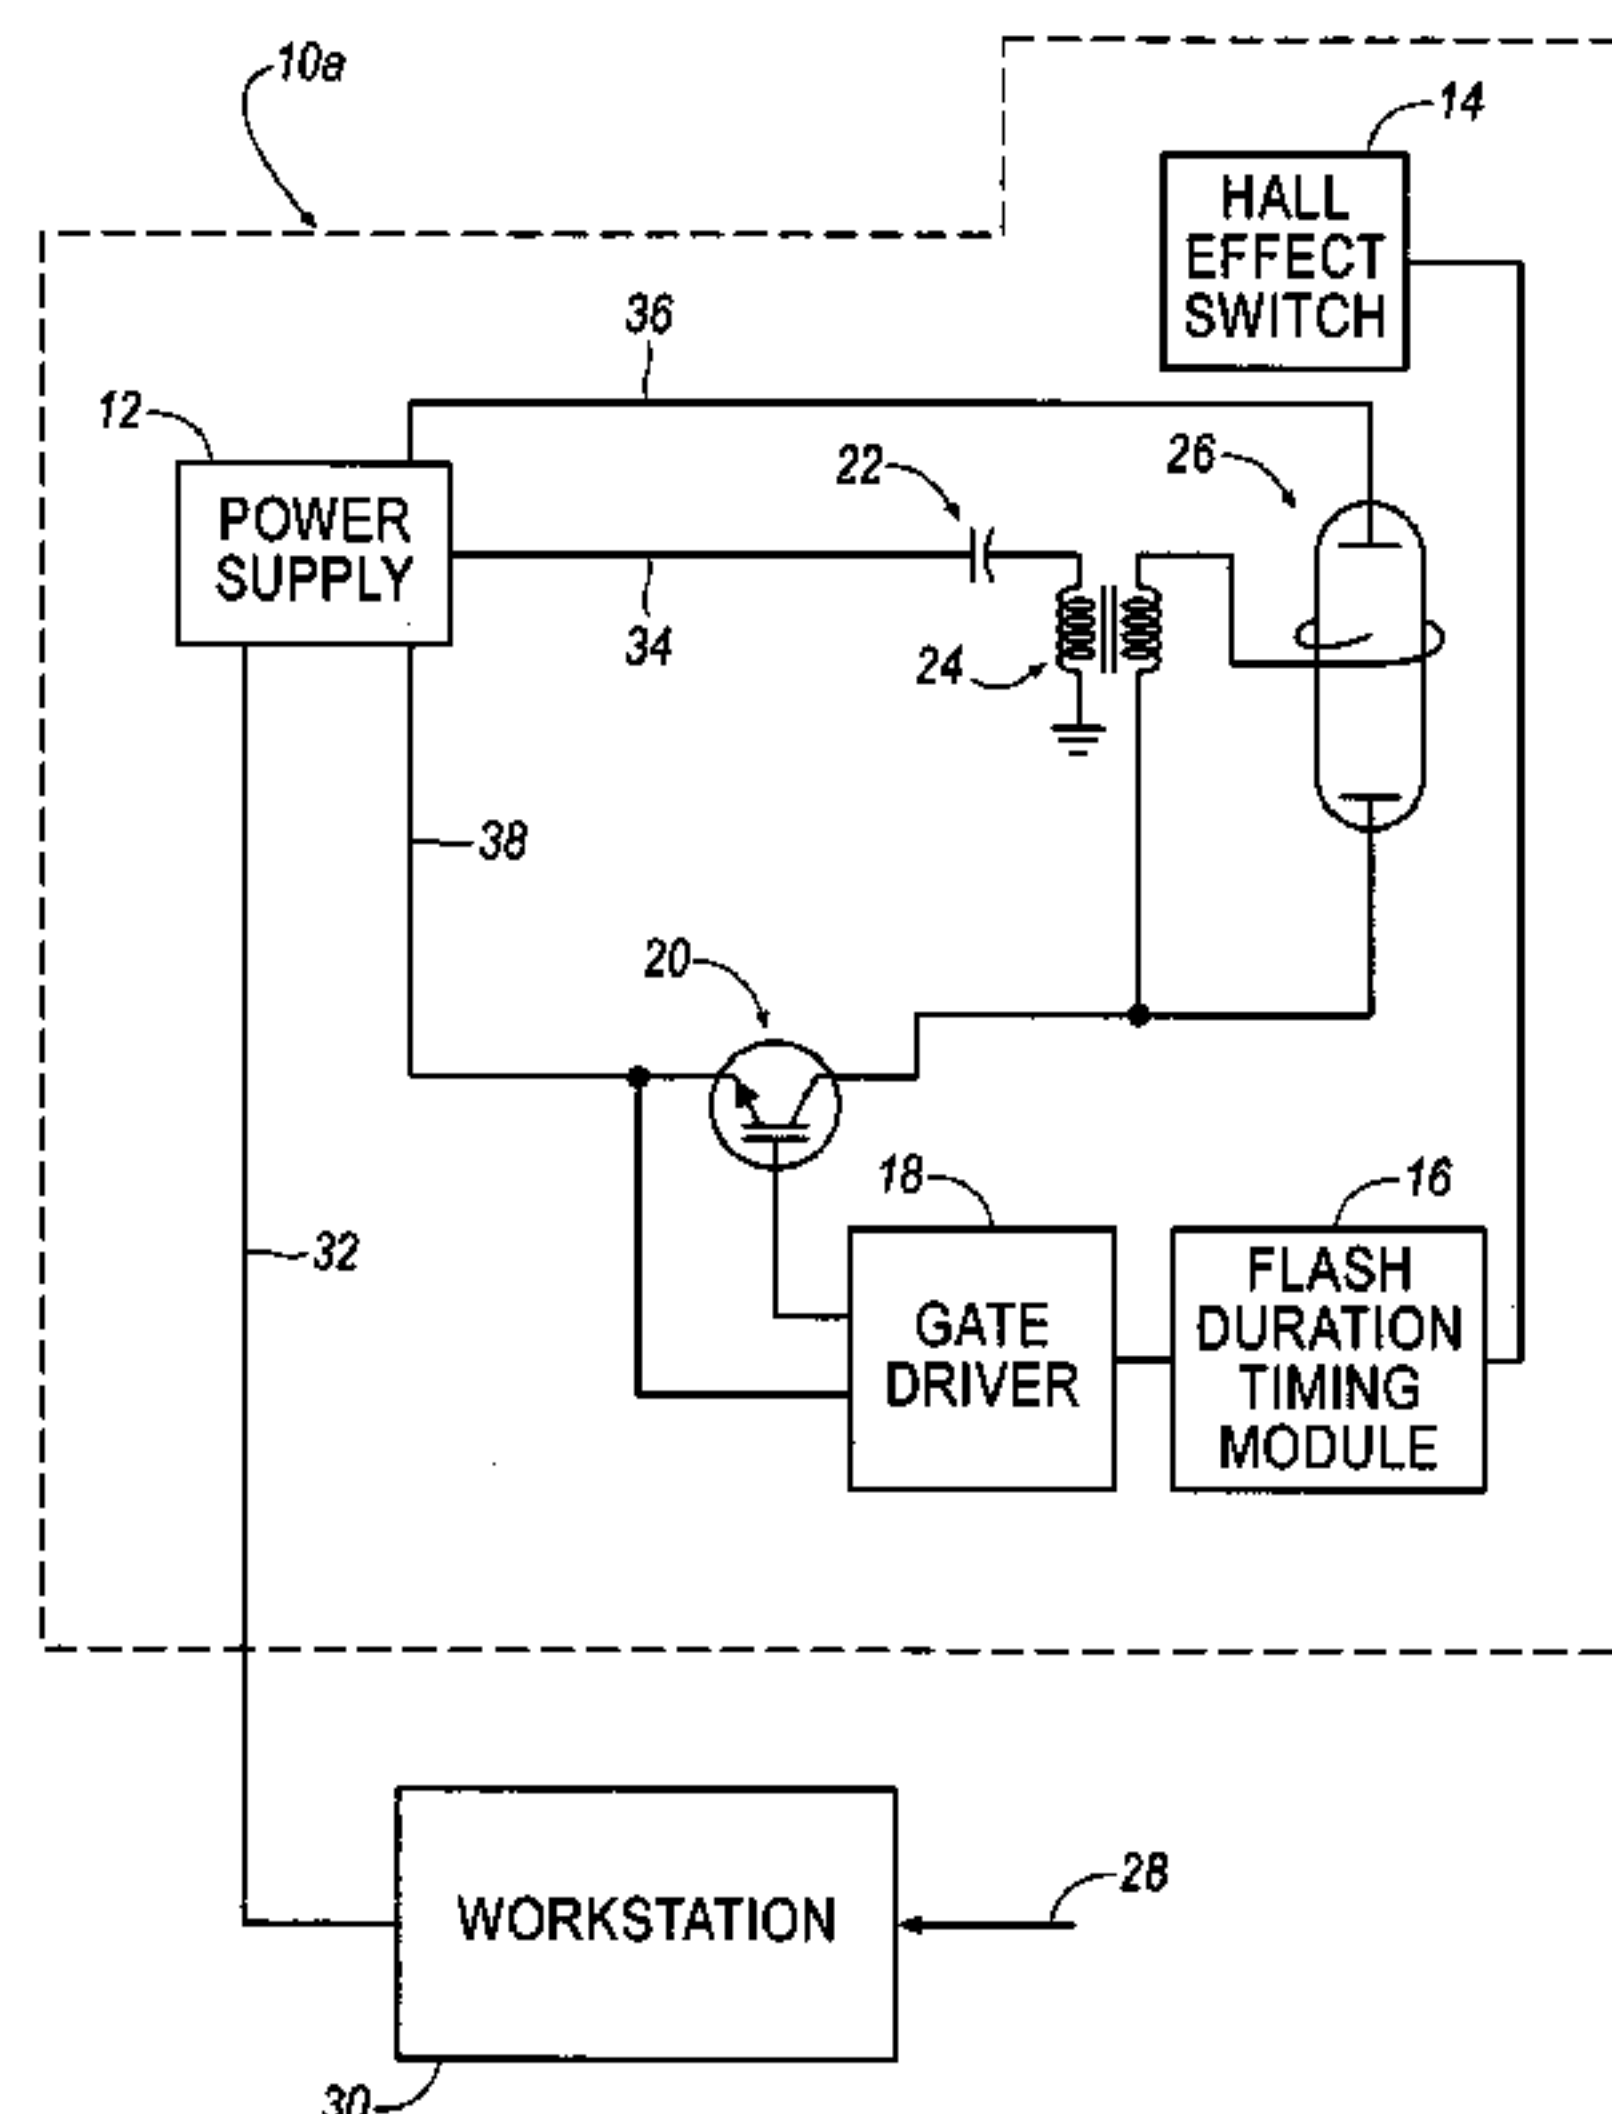 10a
14
HALL
EFFECT
SWITCH
36
12
22
26
POWER
SUPPLY
34
24
38
20
18
16
32
FLASH
DURATION
TIMING
MODULE
GATE
DRIVER
28
WORKSTATION
30